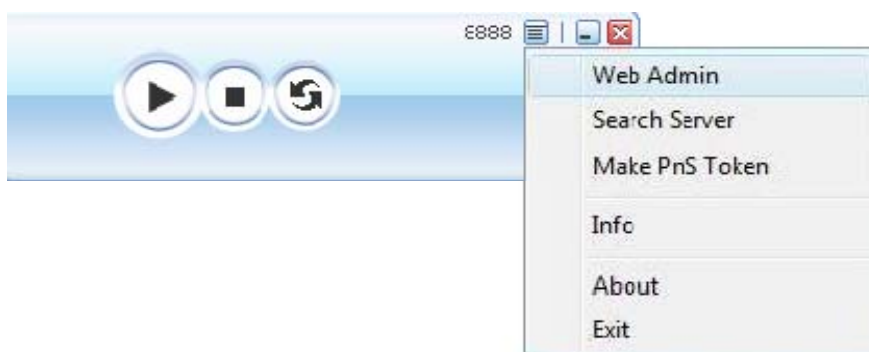 8888
Web Admin
Search Server
Make PnS Token
Info
About
Exit